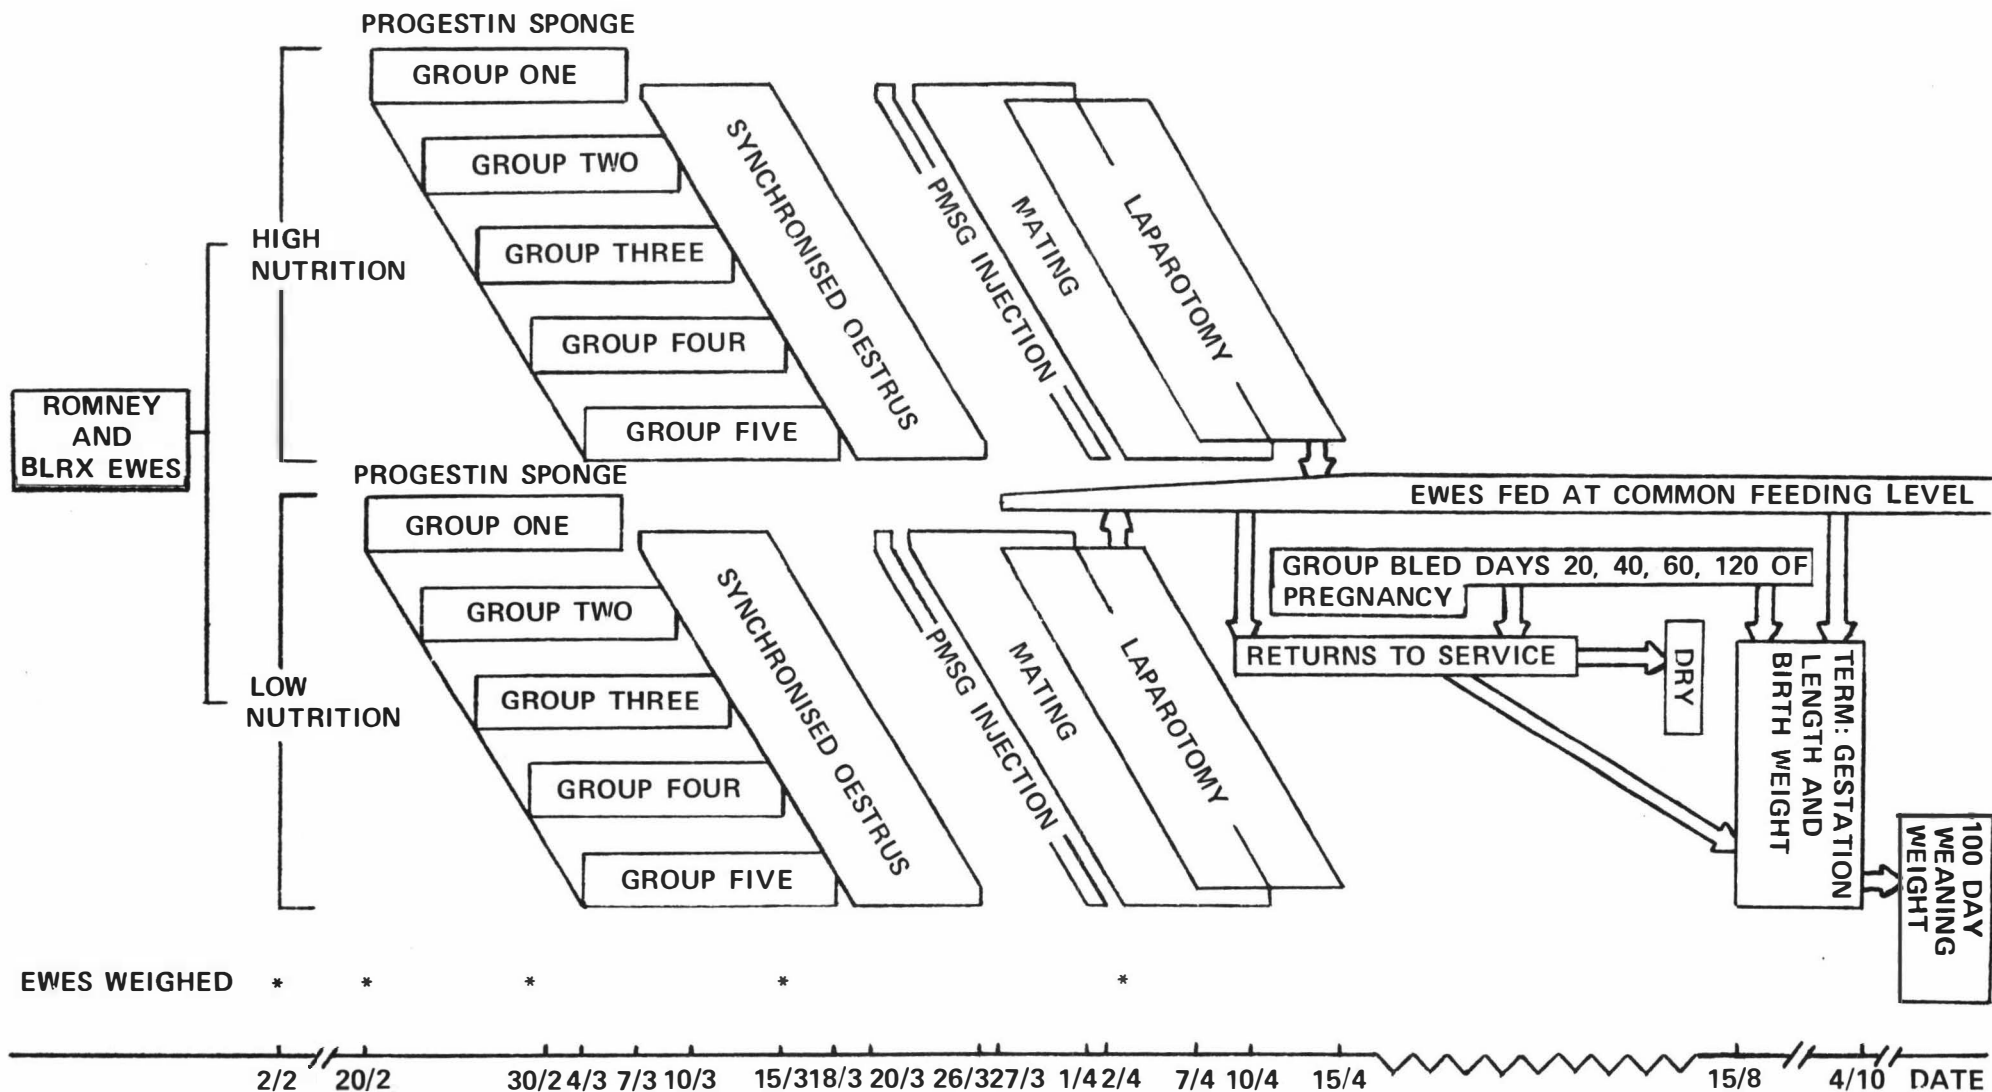 PROGESTIN SPONGE
GROUP ONE
GROUP TWO
GROUP THREE
GROUP FOUR
GROUP FIVE
SYNCHRONISED OESTRUS
PMSG INJECTION
MATING
LAPAROTOMY
HIGH
NUTRITION
ROMNEY
AND
BLRX EWES
PROGESTIN SPONGE
GROUP ONE
GROUP TWO
GROUP THREE
GROUP FOUR
GROUP FIVE
SYNCHRONISED OESTRUS
PMSG INJECTION
MATING
LAPAROTOMY
LOW
NUTRITION
EWES FED AT COMMON FEEDING LEVEL
GROUP BLED DAYS 20, 40, 60, 120 OF
PREGNANCY
RETURNS TO SERVICE
DRY
TERM: GESTATION
LENGTH AND
BIRTH WEIGHT
100 DAY
WEANING
WEIGHT
EWES WEIGHED * * * * *
2/2 20/2 30/2 4/3 7/3 10/3 15/3 18/3 20/3 26/3 27/3 1/4 2/4 7/4 10/4 15/4 15/8 4/10 DATE